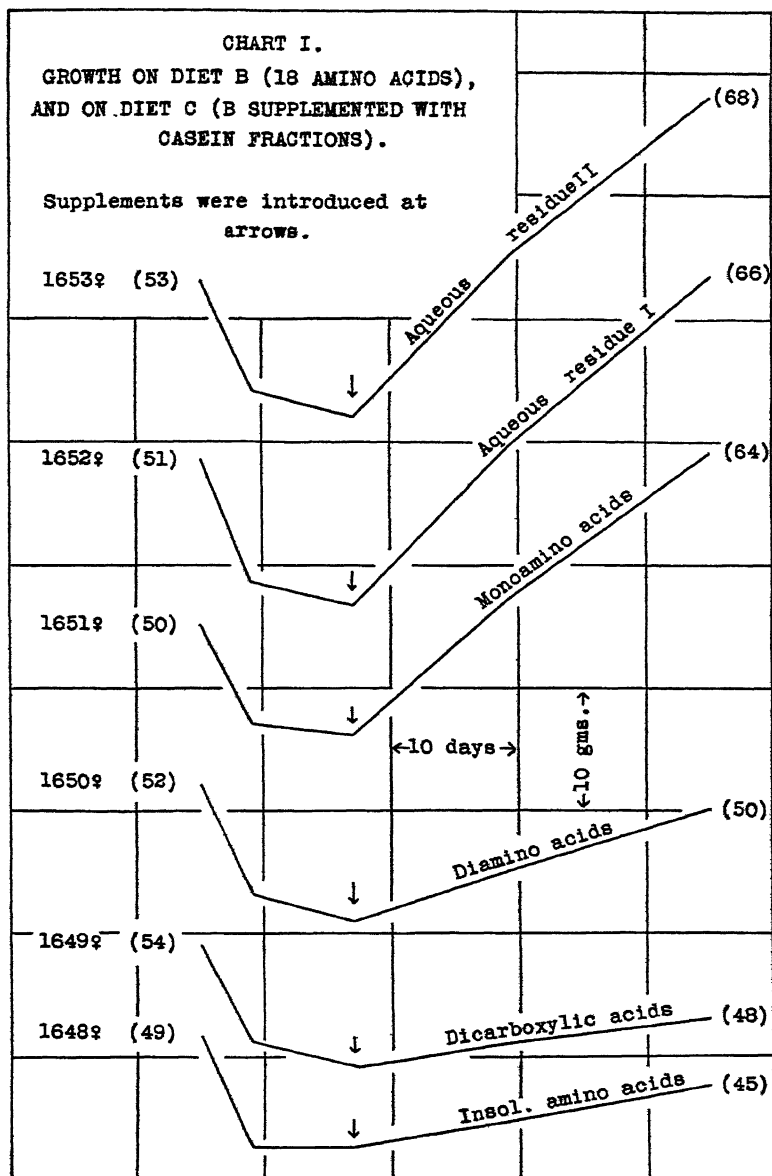 CHART I.
GROWTH ON DIET B (18 AMINO ACIDS),
AND ON DIET C (B SUPPLEMENTED WITH
CASEIN FRACTIONS).
Supplements were introduced at
arrows.
1653♀ (53)
Aqueous residue II
(68)
1652♀ (51)
Aqueous residue I
(66)
1651♀ (50)
Monoamino acids
(64)
←10 days→
←10 gms.→
1650♀ (52)
Diamino acids
(50)
1649♀ (54)
Dicarboxylic acids
(48)
1648♀ (49)
Insol. amino acids
(45)